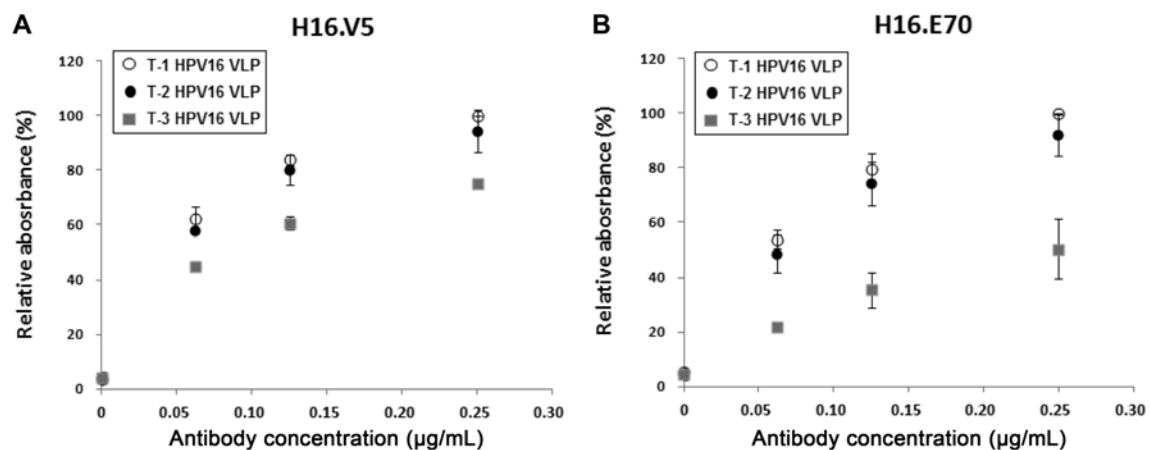 A
H16.V5
T-1 HPV16 VLP
T-2 HPV16 VLP
T-3 HPV16 VLP
Relative abosrbance (%)
120
100
80
60
40
20
0
0
0.05
0.10
0.15
0.20
0.25
0.30
Antibody concentration (µg/mL)
B
H16.E70
T-1 HPV16 VLP
T-2 HPV16 VLP
T-3 HPV16 VLP
Relative abosrbance (%)
120
100
80
60
40
20
0
0
0.05
0.10
0.15
0.20
0.25
0.30
Antibody concentration (µg/mL)